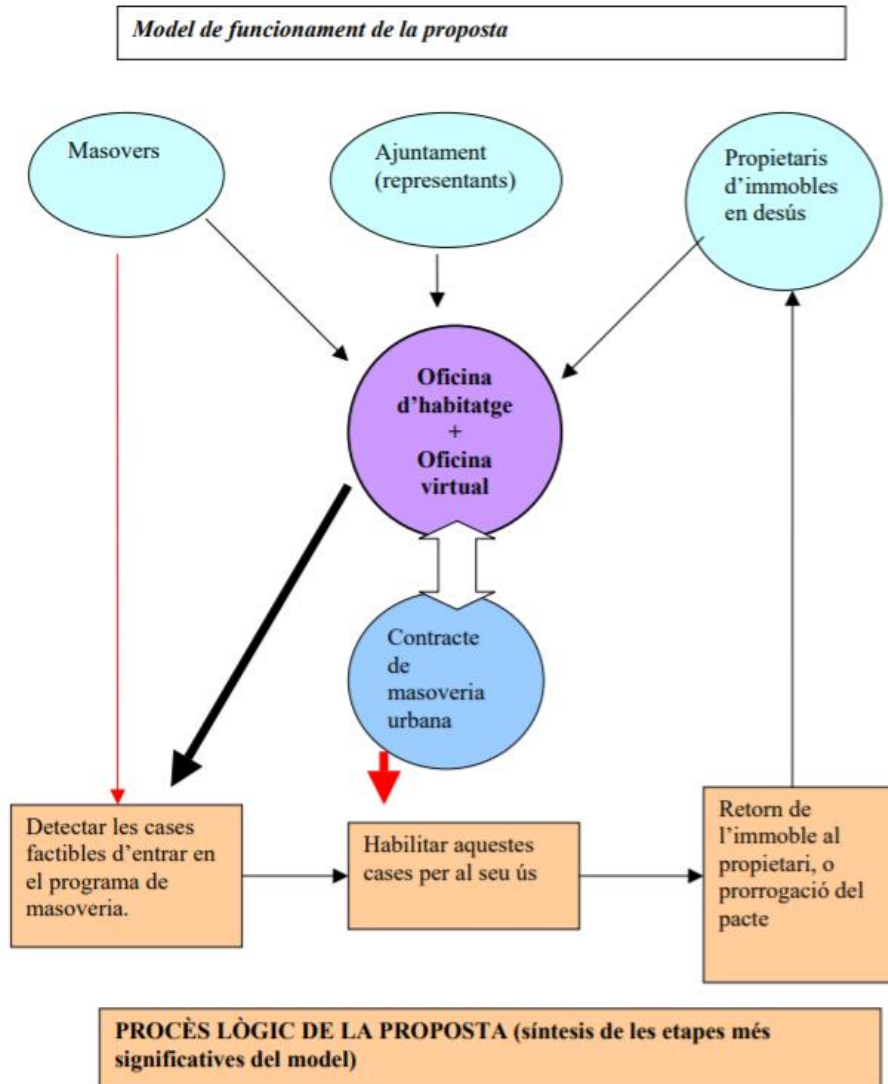 Model de funcionament de la proposta
Masovers
Ajuntament
(representants)
Propietaris
d'immobles
en desús
Oficina
d'habitatge
+
Oficina
virtual
Contracte
de
masoveria
urbana
Detectar les cases
factibles d'entrar en
el programa de
masoveria.
Habilitar aquestes
cases per al seu ús
Retorn de
l'immoble al
propietari, o
prorrogació del
pacte
PROCÈS LÒGIC DE LA PROPOSTA (síntesis de les etapes més
significatives del model)